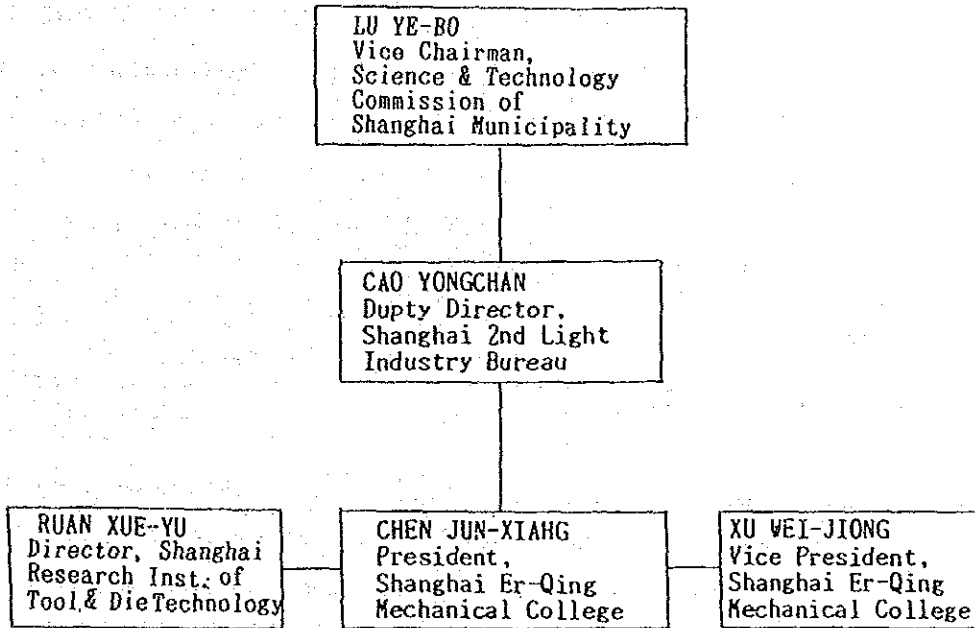 LU YE-BO
Vice Chairman,
Science & Technology
Commission of
Shanghai Municipality
CAO YONGCHAN
Dupty Director,
Shanghai 2nd Light
Industry Bureau
RUAN XUE-YU
Director, Shanghai
Research Inst. of
Tool & Die Technology
CHEN JUN-XIAHG
President,
Shanghai Er-Qing
Mechanical College
XU WEI-JIONG
Vice President,
Shanghai Er-Qing
Mechanical College